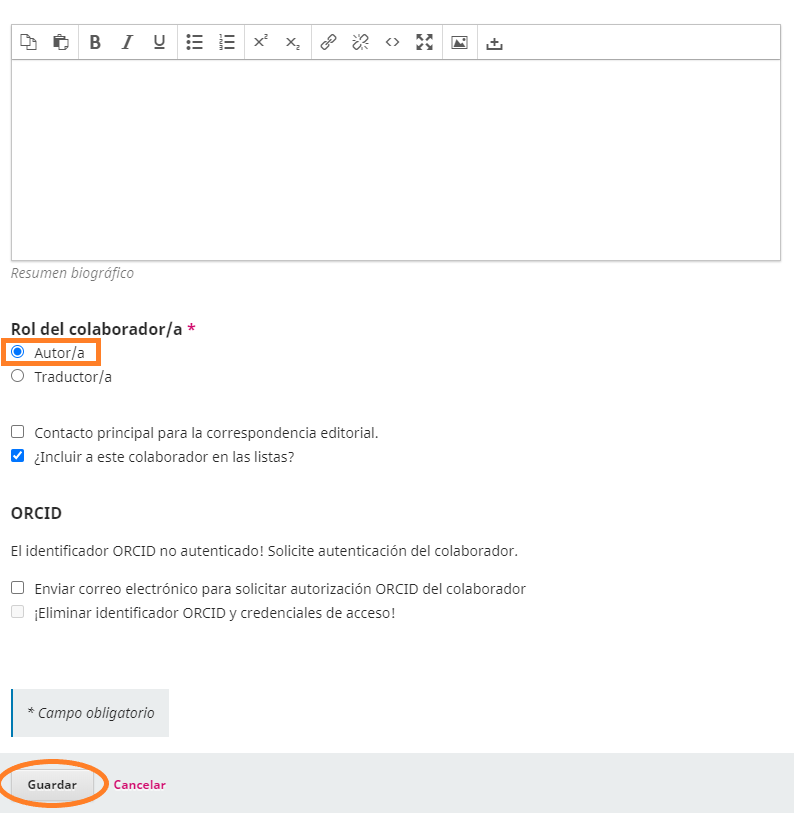 Resumen biográfico
Rol del colaborador/a *
Autor/a
Traductor/a
Contacto principal para la correspondencia editorial.
¿Incluir a este colaborador en las listas?
ORCID
El identificador ORCID no autenticado! Solicite autenticación del colaborador.
Enviar correo electrónico para solicitar autorización ORCID del colaborador
¡Eliminar identificador ORCID y credenciales de acceso!
* Campo obligatorio
Guardar Cancelar